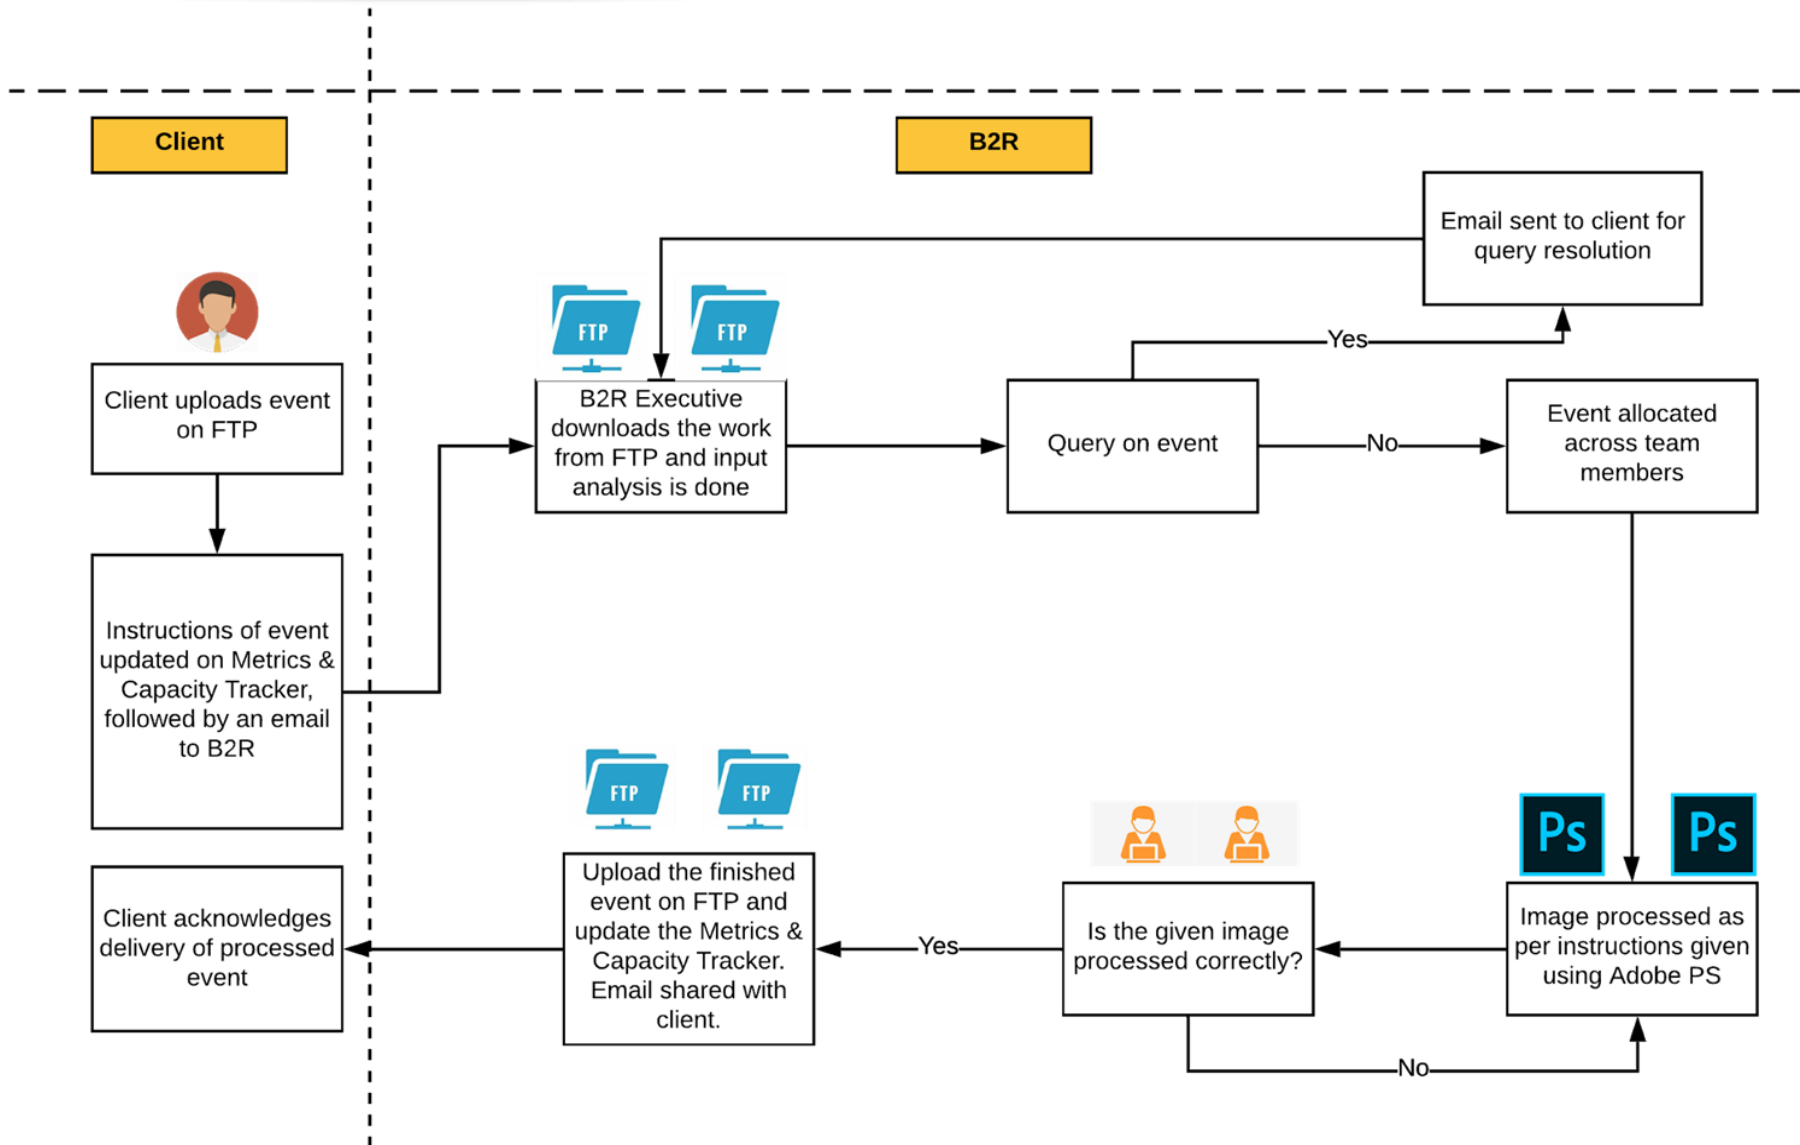 Client
B2R
Email sent to client for
query resolution
FTP
FTP
Yes
Client uploads event
on FTP
B2R Executive
downloads the work
from FTP and input
analysis is done
Query on event
No
Event allocated
across team
members
Instructions of event
updated on Metrics &
Capacity Tracker,
followed by an email
to B2R
FTP
FTP
Ps
Ps
Client acknowledges
delivery of processed
event
Upload the finished
event on FTP and
update the Metrics &
Capacity Tracker.
Email shared with
client.
Yes
Is the given image
processed correctly?
Image processed as
per instructions given
using Adobe PS
No